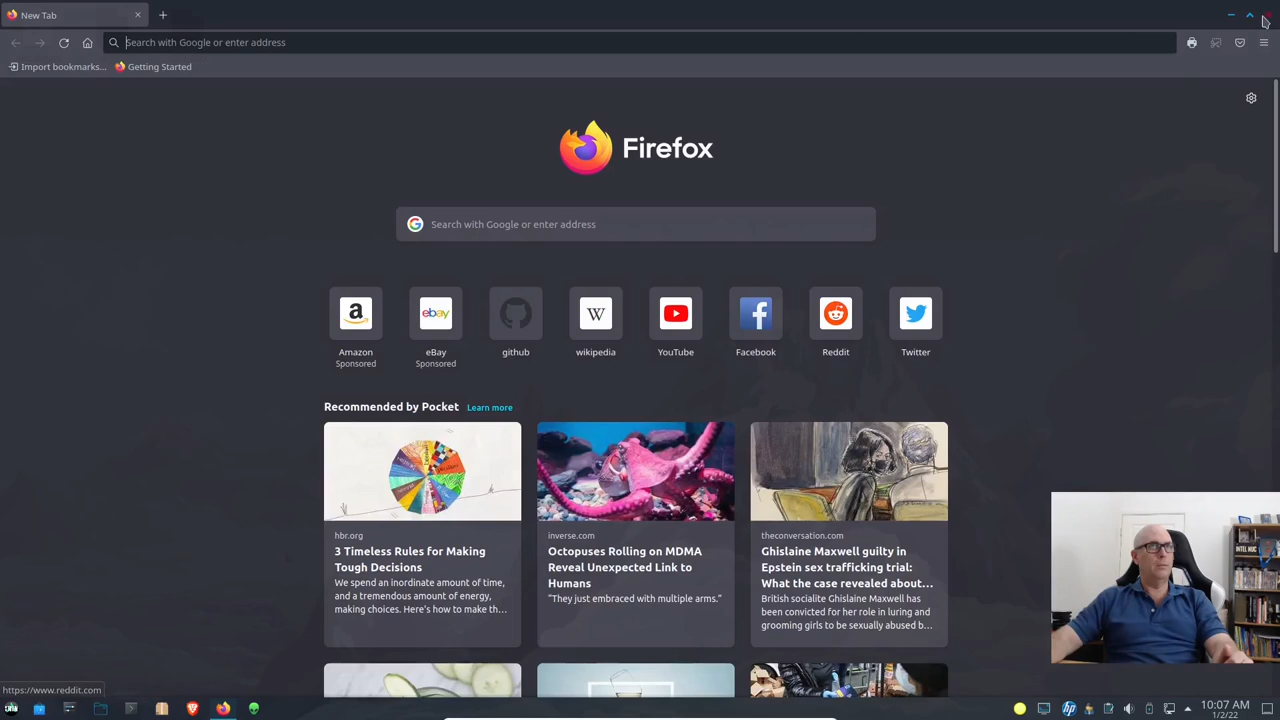 New Tab
Search with Google or enter address
Import bookmarks...
Getting Started
Firefox
Search with Google or enter address
Amazon
Sponsored
eBay
Sponsored
github
wikipedia
YouTube
Facebook
Reddit
Twitter
Recommended by Pocket
Learn more
hbr.org
3 Timeless Rules for Making
Tough Decisions
We spend an inordinate amount of time,
and a tremendous amount of energy,
making choices. Here's how to make th...
inverse.com
Octopuses Rolling on MDMA
Reveal Unexpected Link to
Humans
"They just embraced with multiple arms."
theconversation.com
Ghislaine Maxwell guilty in
Epstein sex trafficking trial:
What the case revealed about...
British socialite Ghislaine Maxwell has
been convicted for her role in luring and
grooming girls to be sexually abused b...
INTEL NUC
https://www.reddit.com
10:07 AM
1/2/22